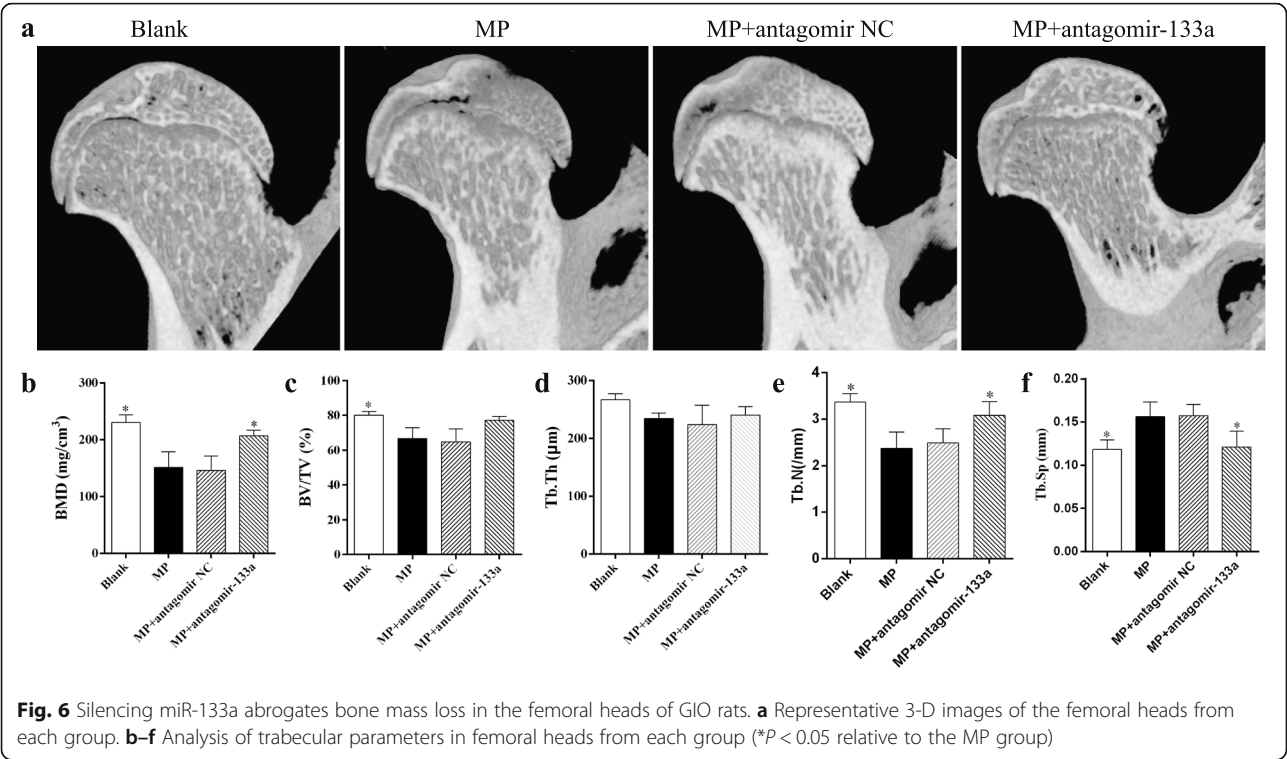 a Blank MP MP+antagomir NC MP+antagomir-133a
b
300
200
100
0
BMD (mg/cm³)
*
*
Blank
MP
MP+antagomir NC
MP+antagomir-133a
c
100
80
60
40
20
0
BV/TV (%)
*
Blank
MP
MP+antagomir NC
MP+antagomir-133a
d
300
200
100
0
Tb.Th (μm)
Blank
MP
MP+antagomir NC
MP+antagomir-133a
e
4
3
2
1
0
Tb.N(/mm)
*
*
Blank
MP
MP+antagomir NC
MP+antagomir-133a
f
0.20
0.15
0.10
0.05
0.00
Tb.Sp (mm)
*
*
Blank
MP
MP+antagomir NC
MP+antagomir-133a
Fig. 6 Silencing miR-133a abrogates bone mass loss in the femoral heads of GIO rats. a Representative 3-D images of the femoral heads from
each group. b–f Analysis of trabecular parameters in femoral heads from each group (*P < 0.05 relative to the MP group)